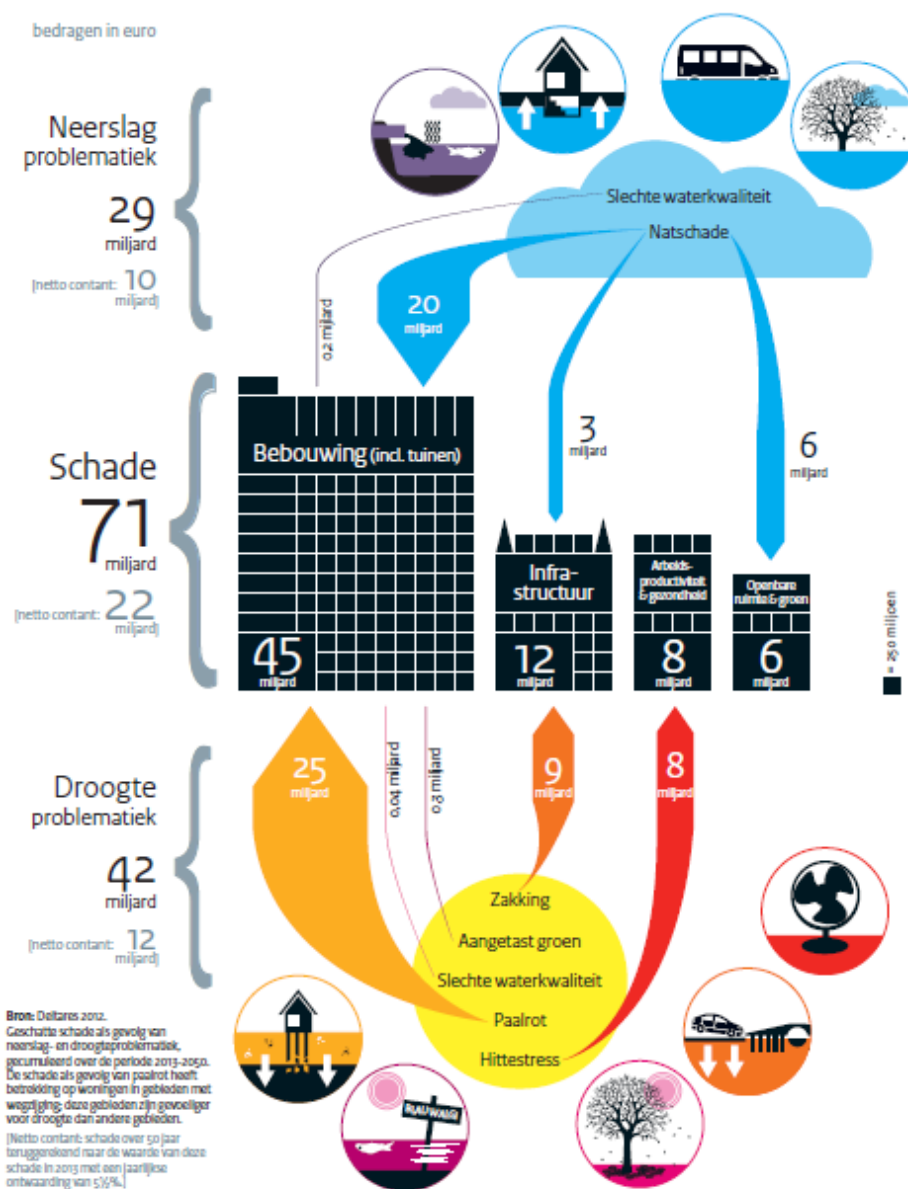 bedragen in euro
Neerslag
problematiek
29
miljard
[netto contant: 10
miljard]
Slechte waterkwaliteit
Natschade
0,2 miljard
20
miljard
3
miljard
6
miljard
Schade
71
miljard
[netto contant: 22
miljard]
Bebouwing (incl. tuinen)
45
miljard
Infra-
structuur
12
miljard
Arbeids-
productiviteit
& gezondheid
8
miljard
Openbare
ruimte & groen
6
miljard
= 250 miljoen
Droogte
problematiek
42
miljard
[netto contant: 12
miljard]
25
miljard
0,04 miljard
0,3 miljard
9
miljard
8
miljard
Zakking
Aangetast groen
Slechte waterkwaliteit
Paalrot
Hittestress
BLAUWALG!
Bron: Deltares 2012.
Geschatte schade als gevolg van
neerslag- en droogteproblematiek,
gecumuleerd over de periode 2013-2050.
De schade als gevolg van paalrot heeft
betrekking op woningen in gebieden met
wegzijging; deze gebieden zijn gevoeliger
voor droogte dan andere gebieden.
[Netto contant: schade over 50 jaar
teruggerekend naar de waarde van deze
schade in 2013 met een jaarlijkse
ontwaarding van 5½%.]